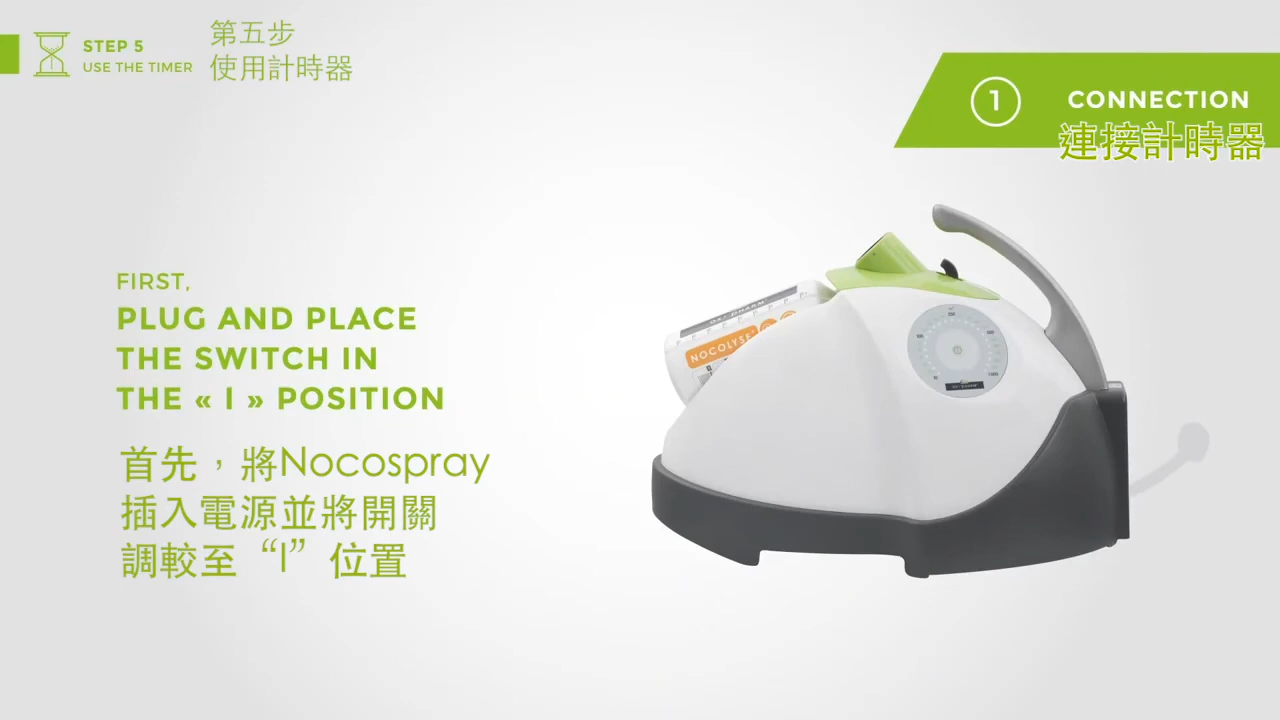 STEP 5
USE THE TIMER
第五步
使用計時器
1
CONNECTION
連接計時器
FIRST,
PLUG AND PLACE
THE SWITCH IN
THE « I » POSITION
首先，將Nocospray
插入電源並將開關
調較至“I”位置
NOCOLYSE